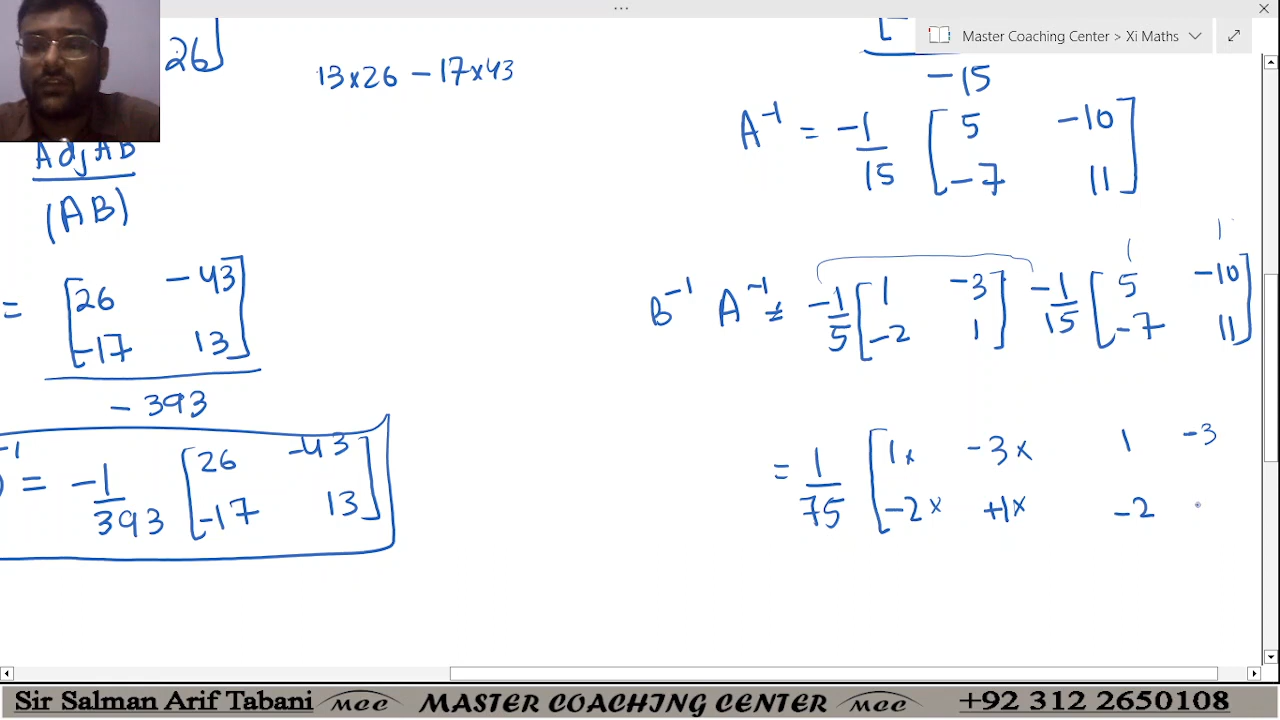 Master Coaching Center > Xi Maths
26]
13x26 - 17x43
Adj AB
(AB)
= [26 -43
-17 13]
- 393
-1
= -1/393 [26 -43
-17 13]
-15
A⁻¹ = -1/15 [5 -10
-7 11]
B⁻¹ A⁻¹ = -1/5 [1 -3
-2 1] -1/15 [5 -10
-7 11]
= 1/75 [1x -3x 1 -3
-2x +1x -2
Sir Salman Arif Tabani mcc MASTER COACHING CENTER mcc +92 312 2650108